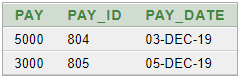 PAY PAY_ID PAY_DATE
5000 804 03-DEC-19
3000 805 05-DEC-19